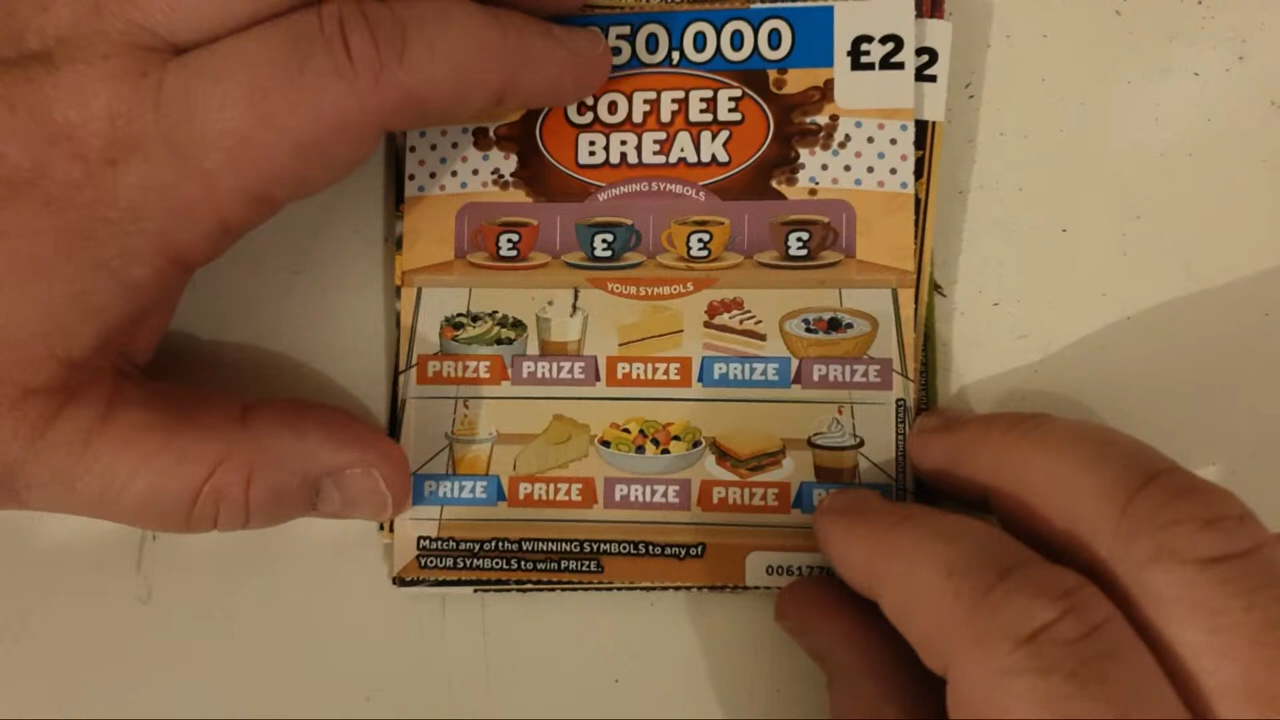 50,000
£2
2
COFFEE
BREAK
WINNING SYMBOLS
£ £ £ £
YOUR SYMBOLS
PRIZE PRIZE PRIZE PRIZE PRIZE
PRIZE PRIZE PRIZE PRIZE
Match any of the WINNING SYMBOLS to any of
YOUR SYMBOLS to win PRIZE.
006177
FURTHER DETAILS